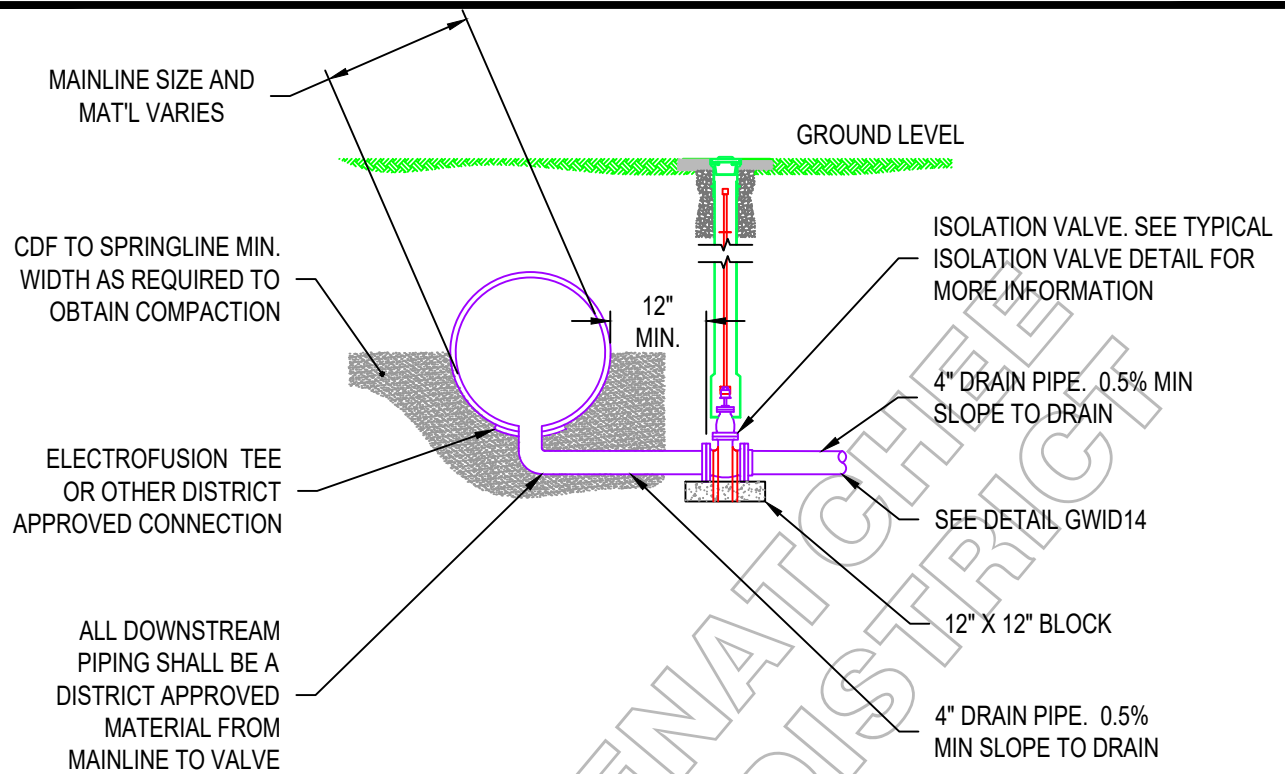 MAINLINE SIZE AND
MAT'L VARIES
GROUND LEVEL
CDF TO SPRINGLINE MIN.
WIDTH AS REQUIRED TO
OBTAIN COMPACTION
12"
MIN.
ISOLATION VALVE. SEE TYPICAL
ISOLATION VALVE DETAIL FOR
MORE INFORMATION
4" DRAIN PIPE. 0.5% MIN
SLOPE TO DRAIN
ELECTROFUSION TEE
OR OTHER DISTRICT
APPROVED CONNECTION
SEE DETAIL GWID14
12" X 12" BLOCK
ALL DOWNSTREAM
PIPING SHALL BE A
DISTRICT APPROVED
MATERIAL FROM
MAINLINE TO VALVE
4" DRAIN PIPE. 0.5%
MIN SLOPE TO DRAIN
ENATCHEE
DISTRICT